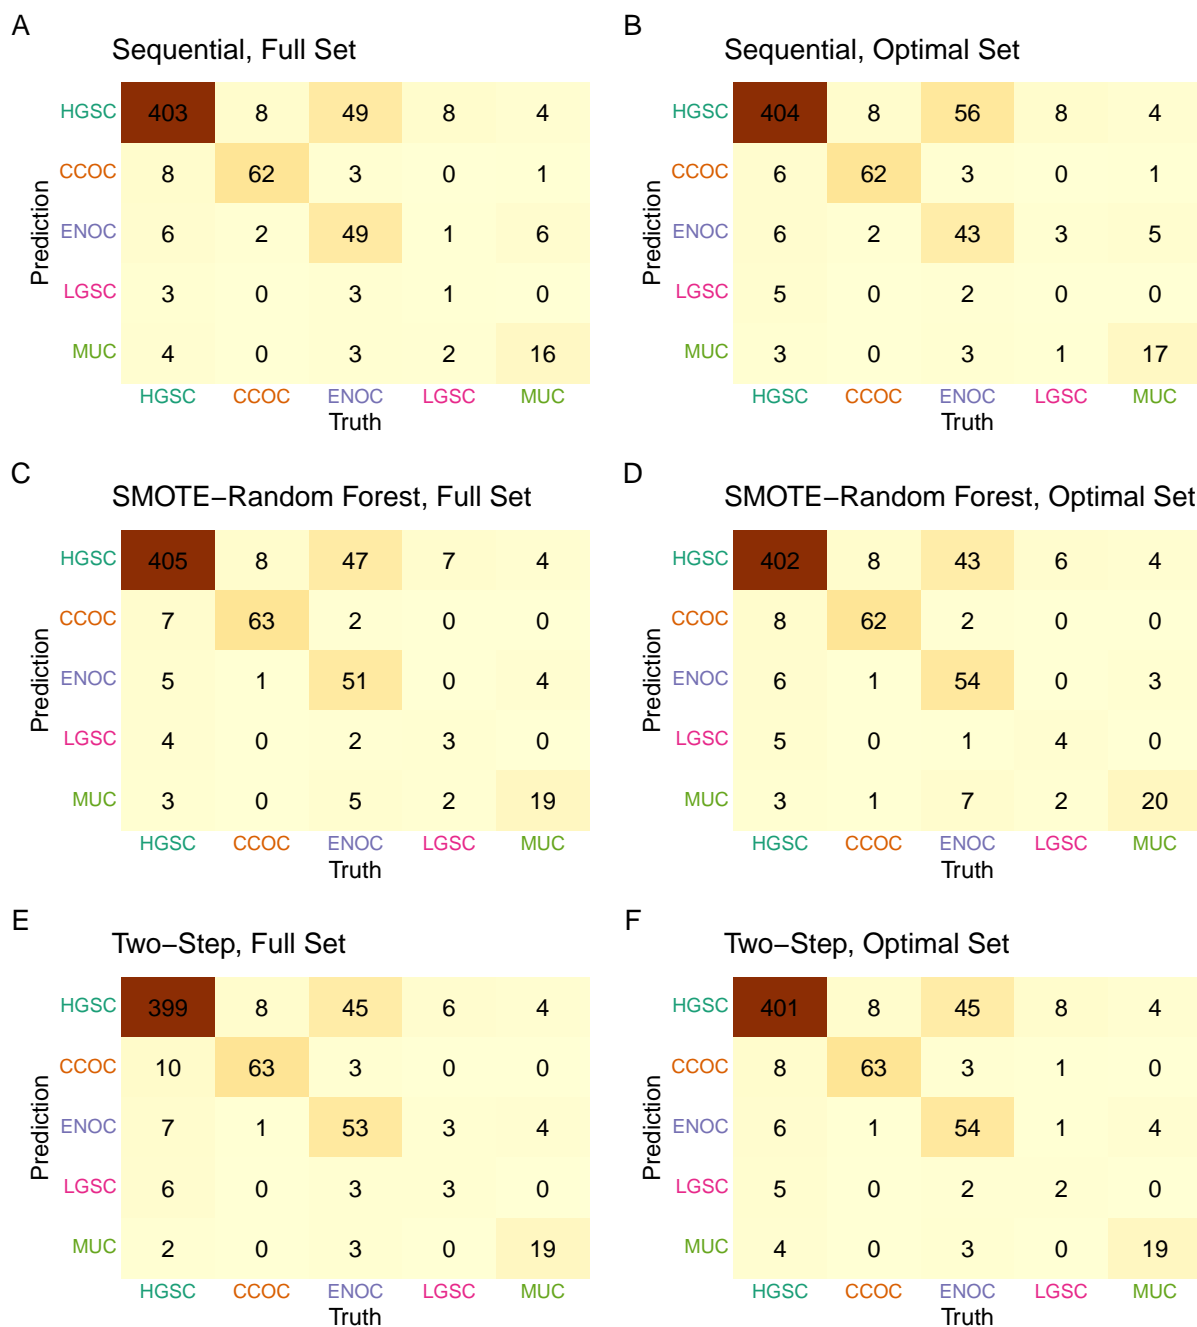 A
Sequential, Full Set
Prediction
HGSC 403 8 49 8 4
CCOC 8 62 3 0 1
ENOC 6 2 49 1 6
LGSC 3 0 3 1 0
MUC 4 0 3 2 16
HGSC CCOC ENOC LGSC MUC
Truth
B
Sequential, Optimal Set
Prediction
HGSC 404 8 56 8 4
CCOC 6 62 3 0 1
ENOC 6 2 43 3 5
LGSC 5 0 2 0 0
MUC 3 0 3 1 17
HGSC CCOC ENOC LGSC MUC
Truth
C
SMOTE−Random Forest, Full Set
Prediction
HGSC 405 8 47 7 4
CCOC 7 63 2 0 0
ENOC 5 1 51 0 4
LGSC 4 0 2 3 0
MUC 3 0 5 2 19
HGSC CCOC ENOC LGSC MUC
Truth
D
SMOTE−Random Forest, Optimal Set
Prediction
HGSC 402 8 43 6 4
CCOC 8 62 2 0 0
ENOC 6 1 54 0 3
LGSC 5 0 1 4 0
MUC 3 1 7 2 20
HGSC CCOC ENOC LGSC MUC
Truth
E
Two−Step, Full Set
Prediction
HGSC 399 8 45 6 4
CCOC 10 63 3 0 0
ENOC 7 1 53 3 4
LGSC 6 0 3 3 0
MUC 2 0 3 0 19
HGSC CCOC ENOC LGSC MUC
Truth
F
Two−Step, Optimal Set
Prediction
HGSC 401 8 45 8 4
CCOC 8 63 3 1 0
ENOC 6 1 54 1 4
LGSC 5 0 2 2 0
MUC 4 0 3 0 19
HGSC CCOC ENOC LGSC MUC
Truth